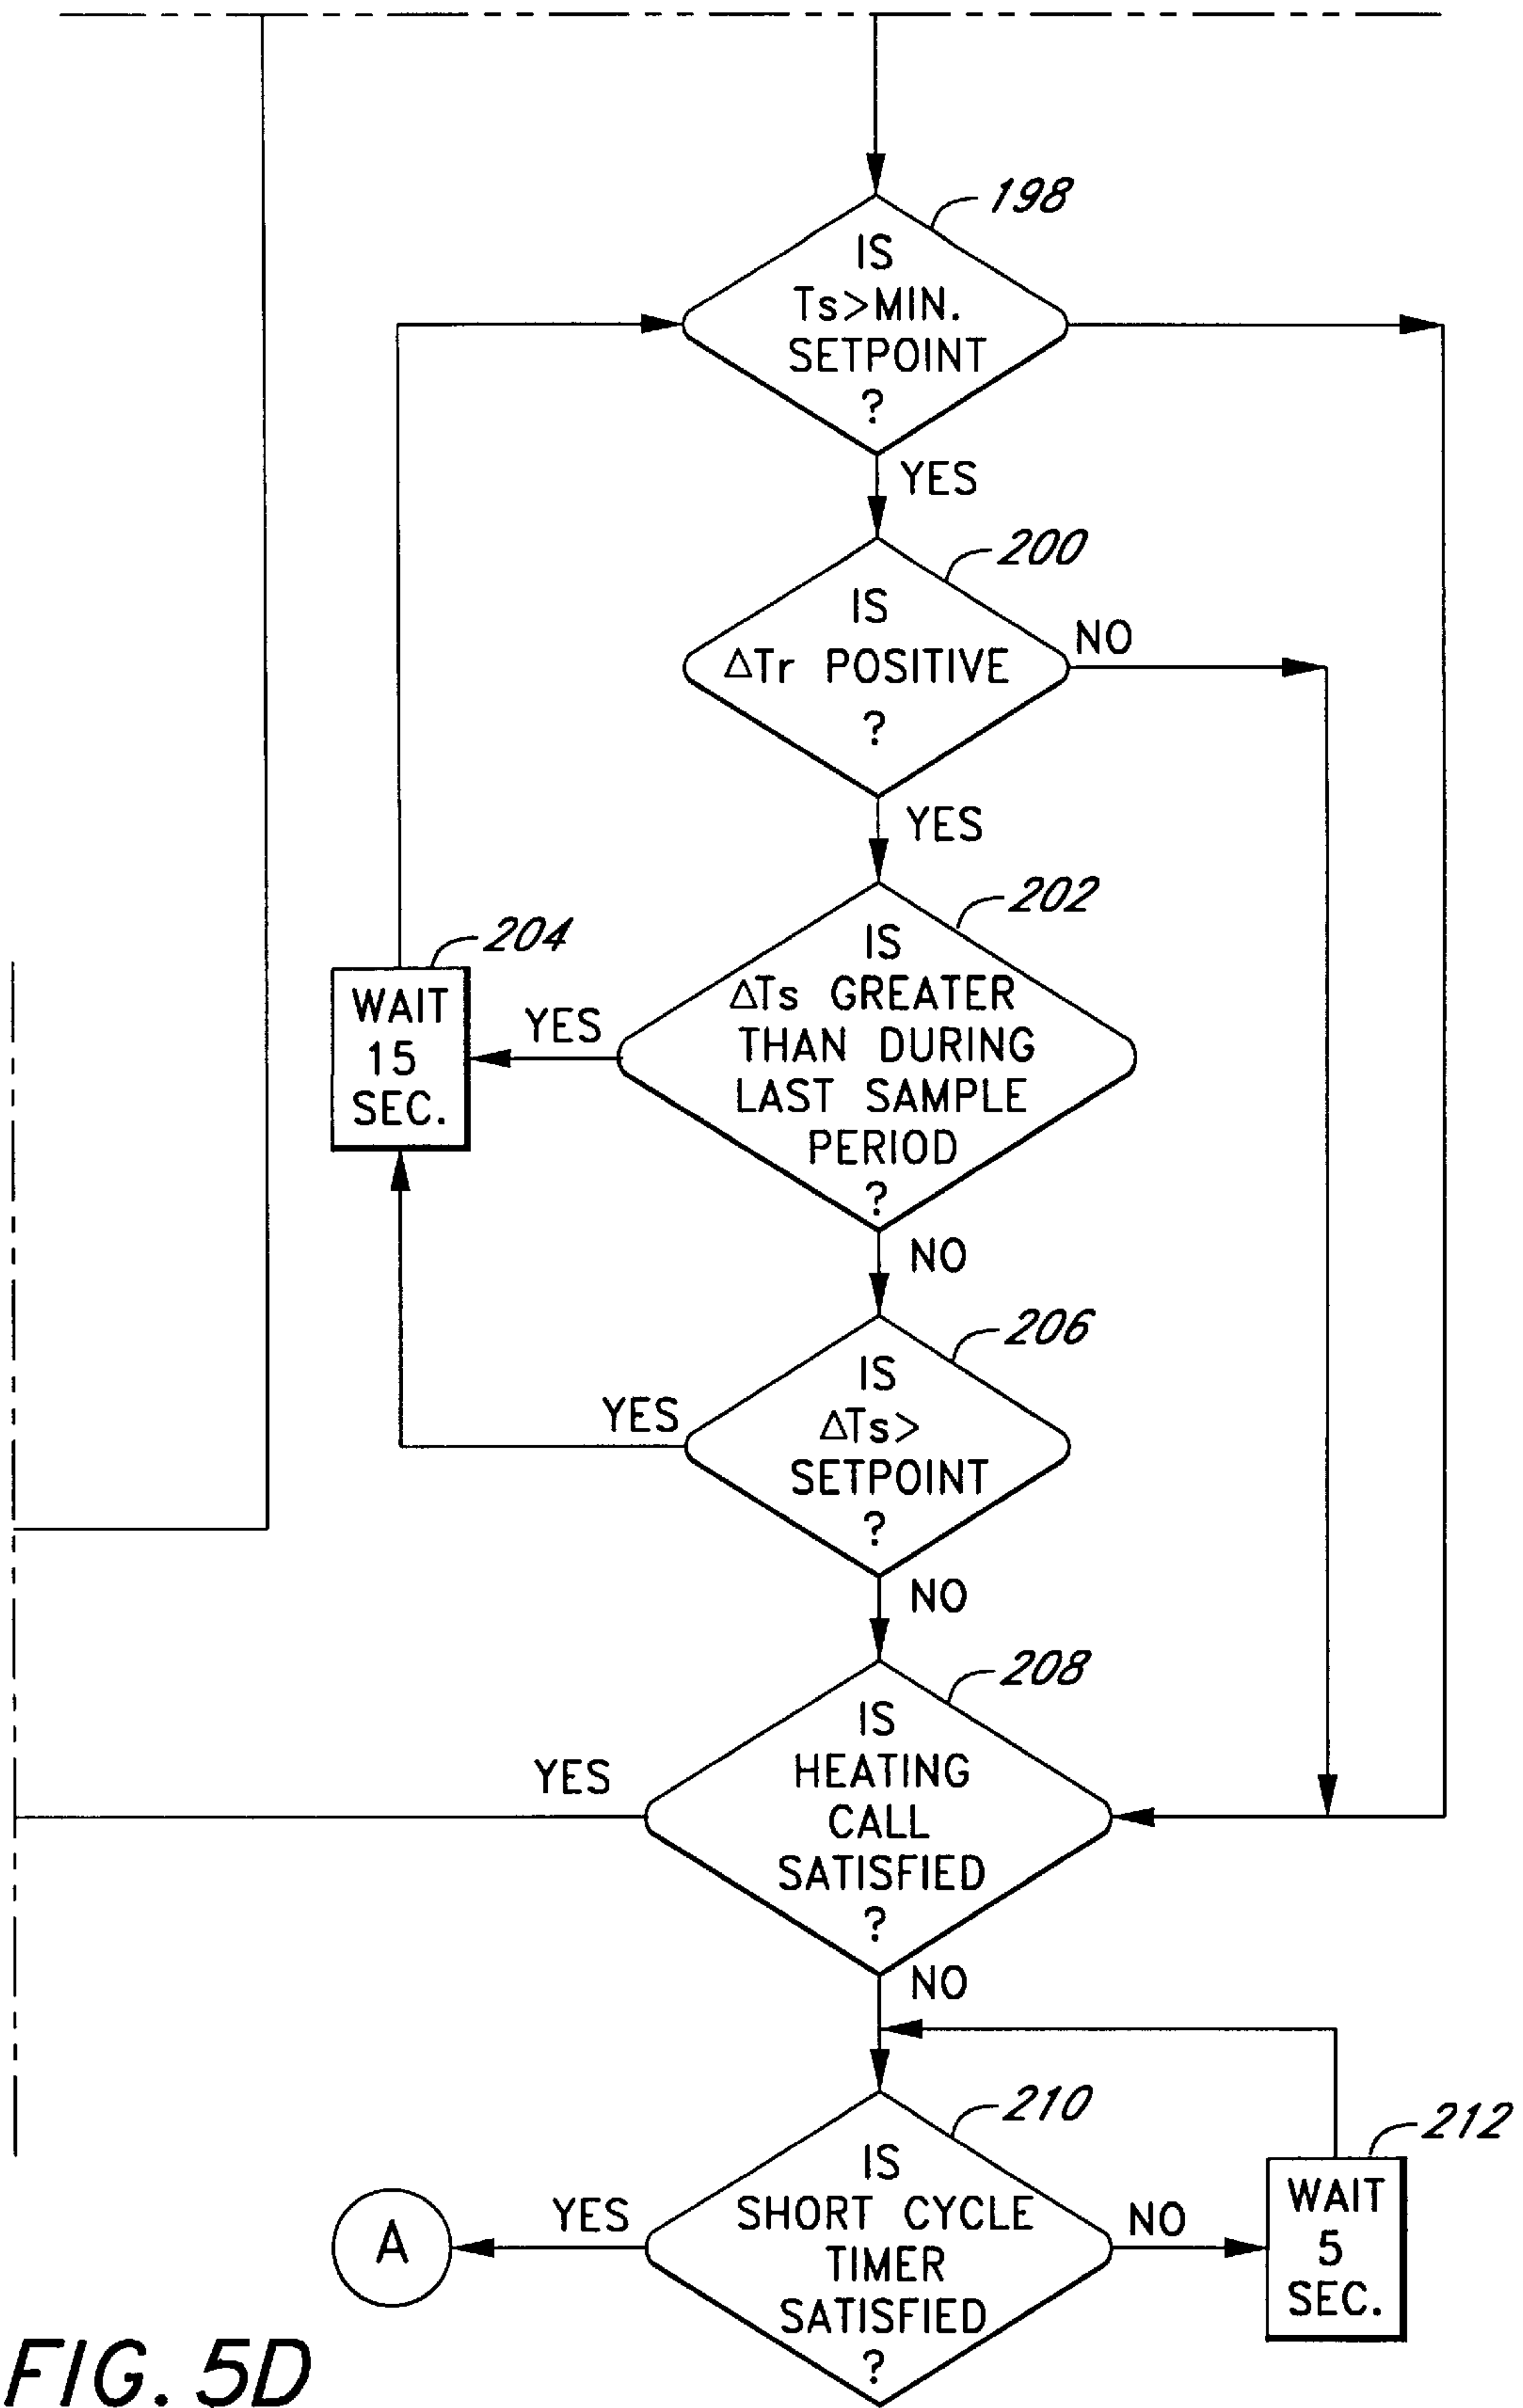 198
IS
Ts>MIN.
SETPOINT
?
YES
200
IS
ΔTr POSITIVE
?
NO
YES
202
IS
ΔTs GREATER
THAN DURING
LAST SAMPLE
PERIOD
?
YES
204
WAIT
15
SEC.
NO
206
IS
ΔTs>
SETPOINT
?
YES
NO
208
IS
HEATING
CALL
SATISFIED
?
YES
NO
210
IS
SHORT CYCLE
TIMER
SATISFIED
?
YES
A
NO
212
WAIT
5
SEC.
FIG. 5D